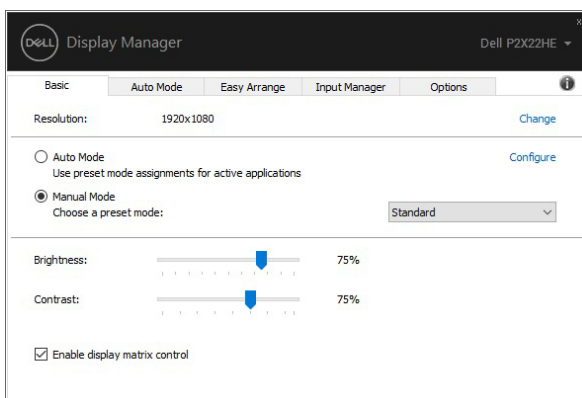 DELL Display Manager
Dell P2X22HE
Basic Auto Mode Easy Arrange Input Manager Options
Resolution: 1920x1080 Change
Auto Mode Configure
Use preset mode assignments for active applications
Manual Mode
Choose a preset mode: Standard
Brightness: 75%
Contrast: 75%
Enable display matrix control